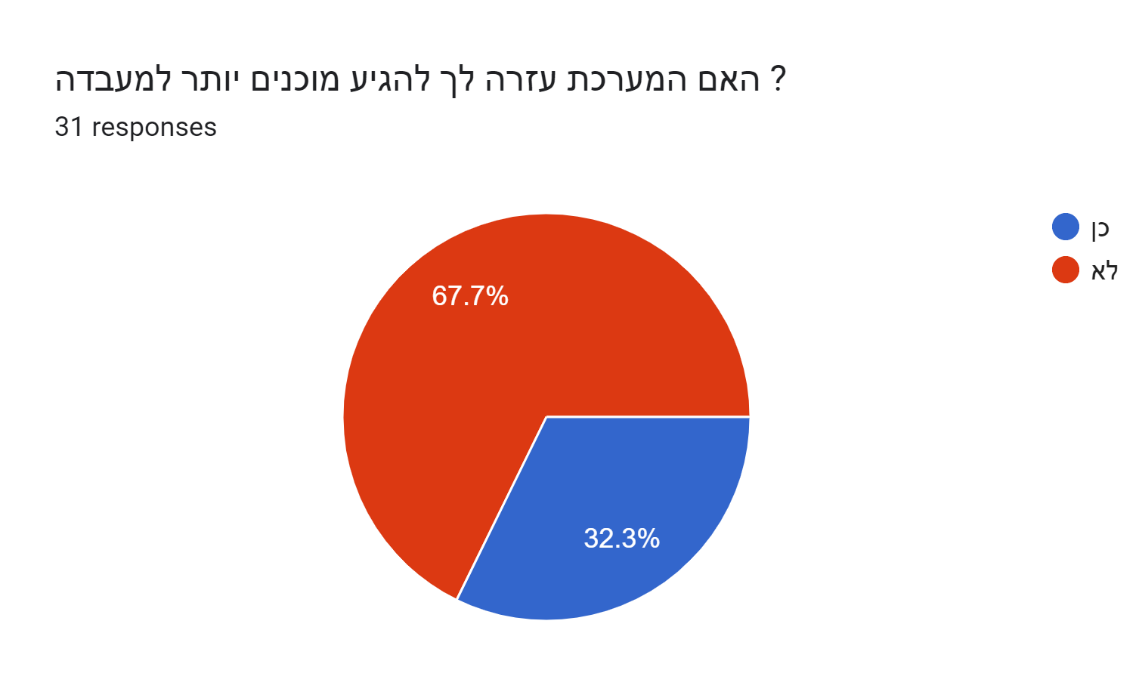 האם המערכת עזרה לך להגיע מוכנים יותר למעבדה ?
31 responses
כן
לא
67.7%
32.3%